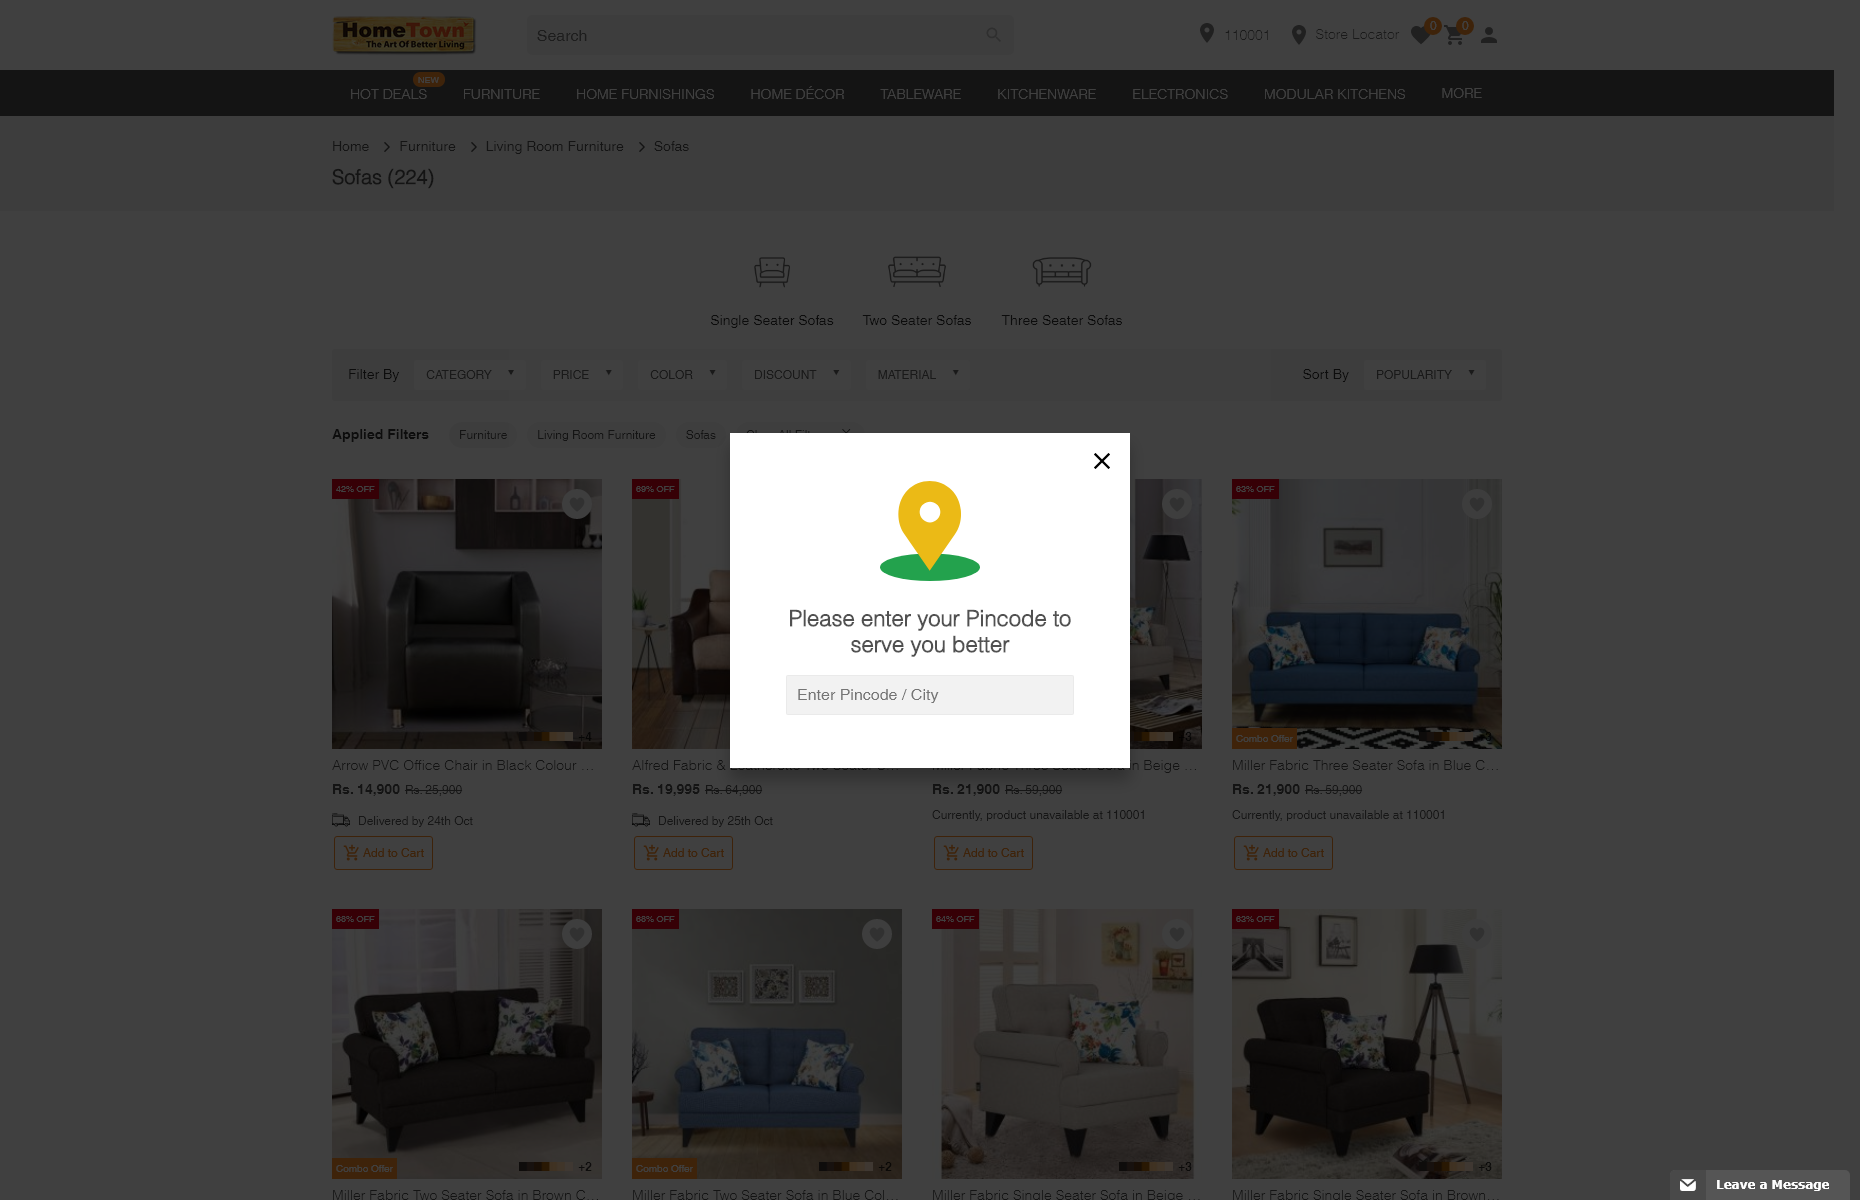 HomeTown
The Art Of Better Living
Search
110001
Store Locator
0
0
NEW
HOT DEALS
FURNITURE
HOME FURNISHINGS
HOME DÉCOR
TABLEWARE
KITCHENWARE
ELECTRONICS
MODULAR KITCHENS
MORE
Home > Furniture > Living Room Furniture > Sofas
Sofas (224)
Single Seater Sofas
Two Seater Sofas
Three Seater Sofas
Filter By
CATEGORY
PRICE
COLOR
DISCOUNT
MATERIAL
Sort By
POPULARITY
Applied Filters
Furniture
Living Room Furniture
Sofas
Please enter your Pincode to
serve you better
Enter Pincode / City
42% OFF
69% OFF
63% OFF
+4
Combo Offer
Arrow PVC Office Chair in Black Colour ...
Alfred Fabric &
Miller Fabric Three Seater Sofa in Blue C...
Rs. 14,900 Rs. 25,900
Rs. 19,995 Rs. 64,900
Rs. 21,900 Rs. 59,900
Rs. 21,900 Rs. 59,900
Delivered by 24th Oct
Delivered by 25th Oct
Currently, product unavailable at 110001
Currently, product unavailable at 110001
Add to Cart
Add to Cart
Add to Cart
Add to Cart
68% OFF
68% OFF
64% OFF
63% OFF
Combo Offer
+2
Combo Offer
+2
+3
+3
Miller Fabric Two Seater Sofa in Brown C...
Miller Fabric Two Seater Sofa in Blue Col...
Miller Fabric Single Seater Sofa in Beige ...
Miller Fabric Single Seater Sofa in Brown...
Leave a Message